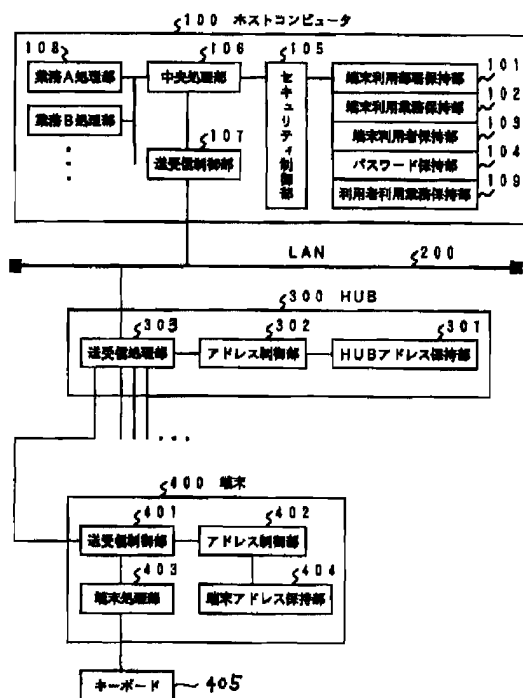 100 ホストコンピュータ
108 106 105
101
業務A処理部 中央処理部 セキュリティ制御部 端末利用部署保持部
102
端末利用業務保持部
業務B処理部
103
107 端末利用者保持部
104
送受信制御部 パスワード保持部
109
利用者利用業務保持部
LAN 200
300 HUB
303 302 301
送受信処理部 アドレス制御部 HUBアドレス保持部
400 端末
401 402
送受信制御部 アドレス制御部
403 404
端末処理部 端末アドレス保持部
キーボード 405